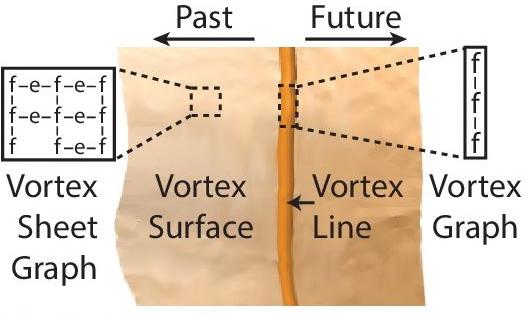 Past
Future
f-e-f-e-f
f-e-f-e-f
f f-e-f
f
f
f
Vortex
Sheet
Graph
Vortex
Surface
Vortex
Line
Vortex
Graph